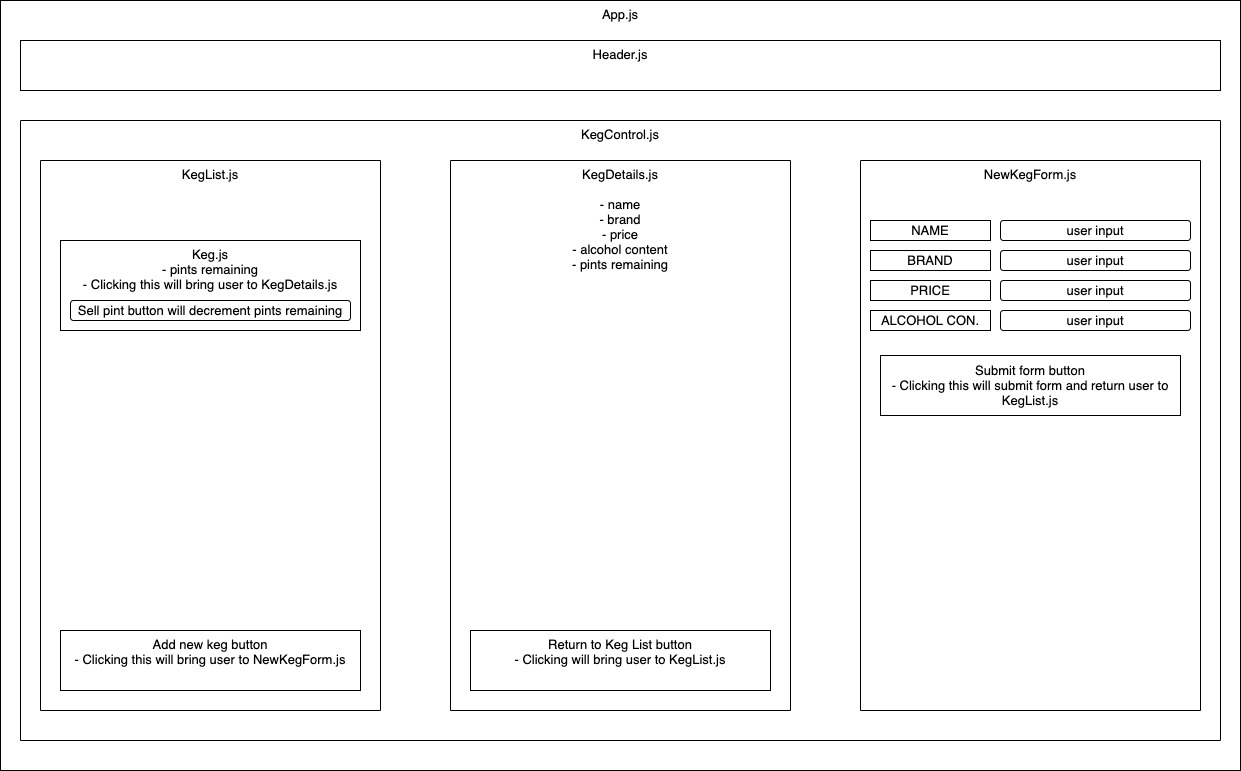 App.js
Header.js
KegControl.js
KegList.js
Keg.js
- pints remaining
- Clicking this will bring user to KegDetails.js
Sell pint button will decrement pints remaining
Add new keg button
- Clicking this will bring user to NewKegForm.js
KegDetails.js
- name
- brand
- price
- alcohol content
- pints remaining
Return to Keg List button
- Clicking will bring user to KegList.js
NewKegForm.js
NAME
user input
BRAND
user input
PRICE
user input
ALCOHOL CON.
user input
Submit form button
- Clicking this will submit form and return user to
KegList.js